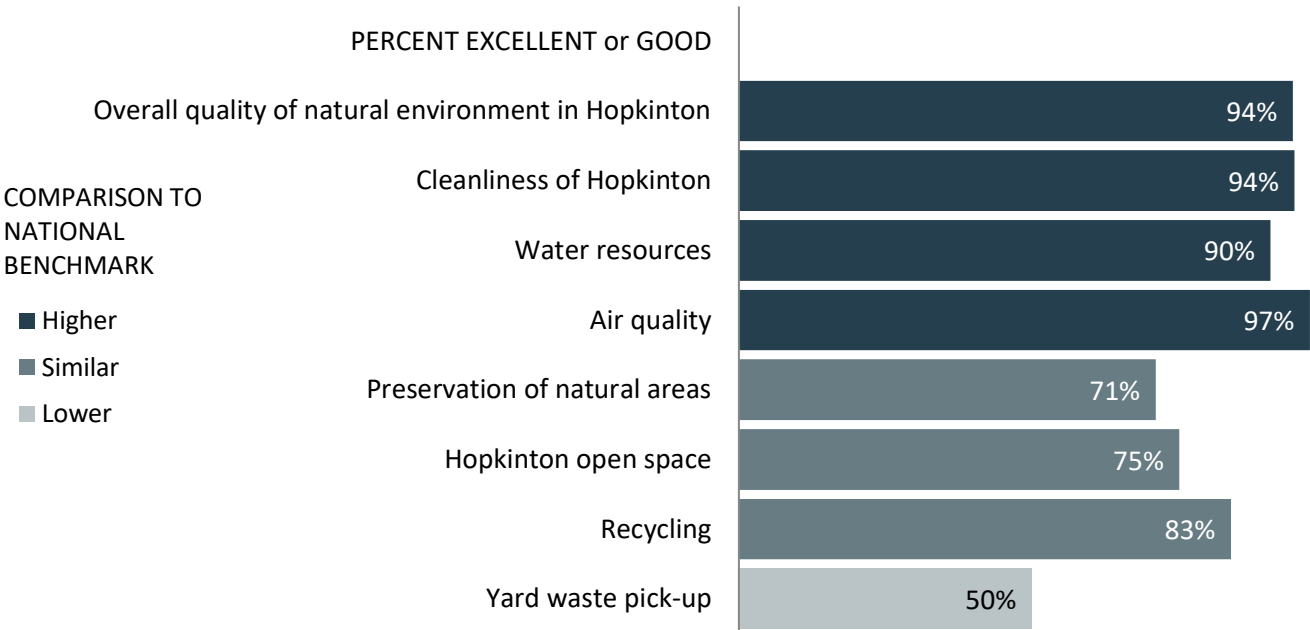 PERCENT EXCELLENT or GOOD
Overall quality of natural environment in Hopkinton 94%
Cleanliness of Hopkinton 94%
Water resources 90%
Air quality 97%
Preservation of natural areas 71%
Hopkinton open space 75%
Recycling 83%
Yard waste pick-up 50%
COMPARISON TO
NATIONAL
BENCHMARK
Higher
Similar
Lower